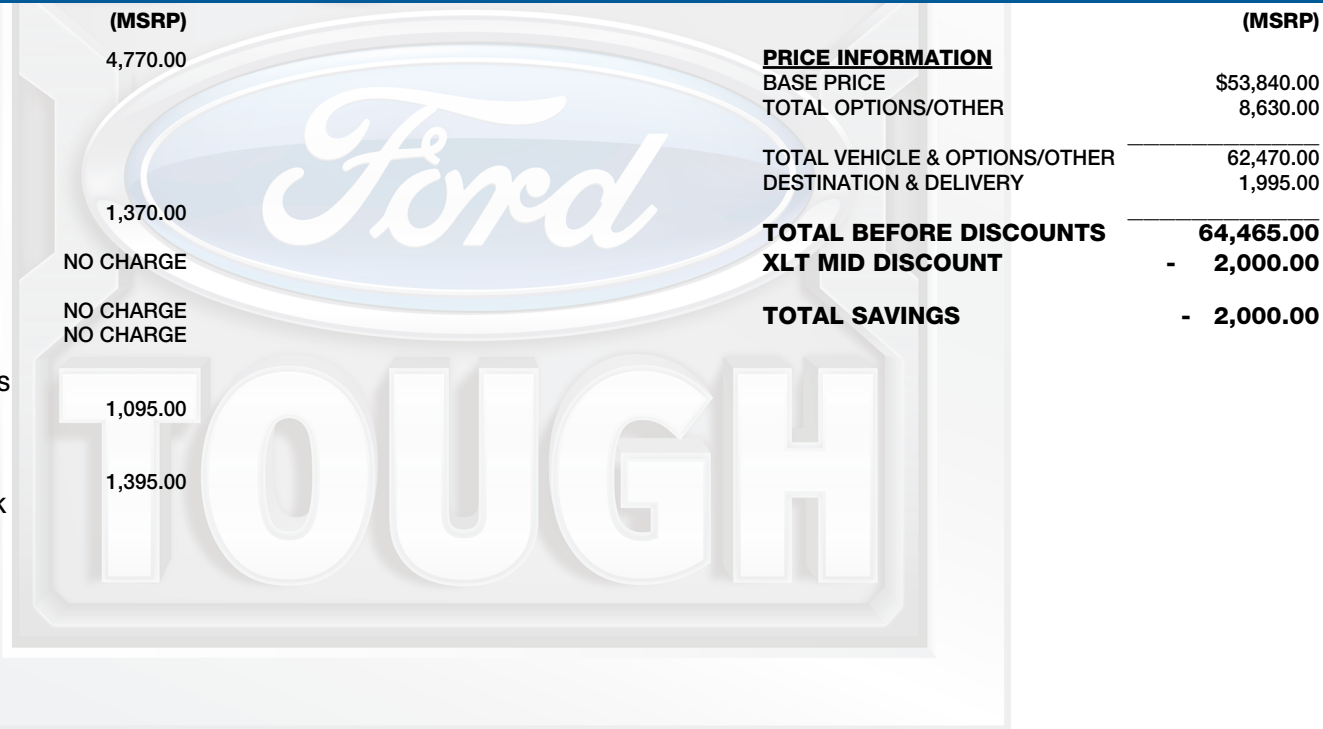 (MSRP)
4,770.00
1,370.00
NO CHARGE
NO CHARGE
NO CHARGE
S
1,095.00
1,395.00
K
Ford
TOUGH
(MSRP)
PRICE INFORMATION
BASE PRICE $53,840.00
TOTAL OPTIONS/OTHER 8,630.00
TOTAL VEHICLE & OPTIONS/OTHER 62,470.00
DESTINATION & DELIVERY 1,995.00
TOTAL BEFORE DISCOUNTS 64,465.00
XLT MID DISCOUNT - 2,000.00
TOTAL SAVINGS - 2,000.00